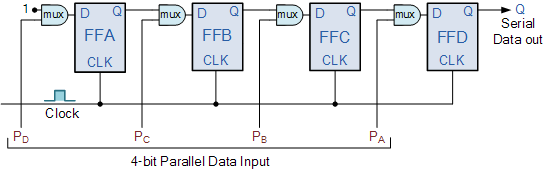 1 mux D Q mux D Q mux D Q mux D Q Q
FFA FFB FFC FFD Serial
CLK CLK CLK CLK Data out
Clock
PD PC PB PA
4-bit Parallel Data Input